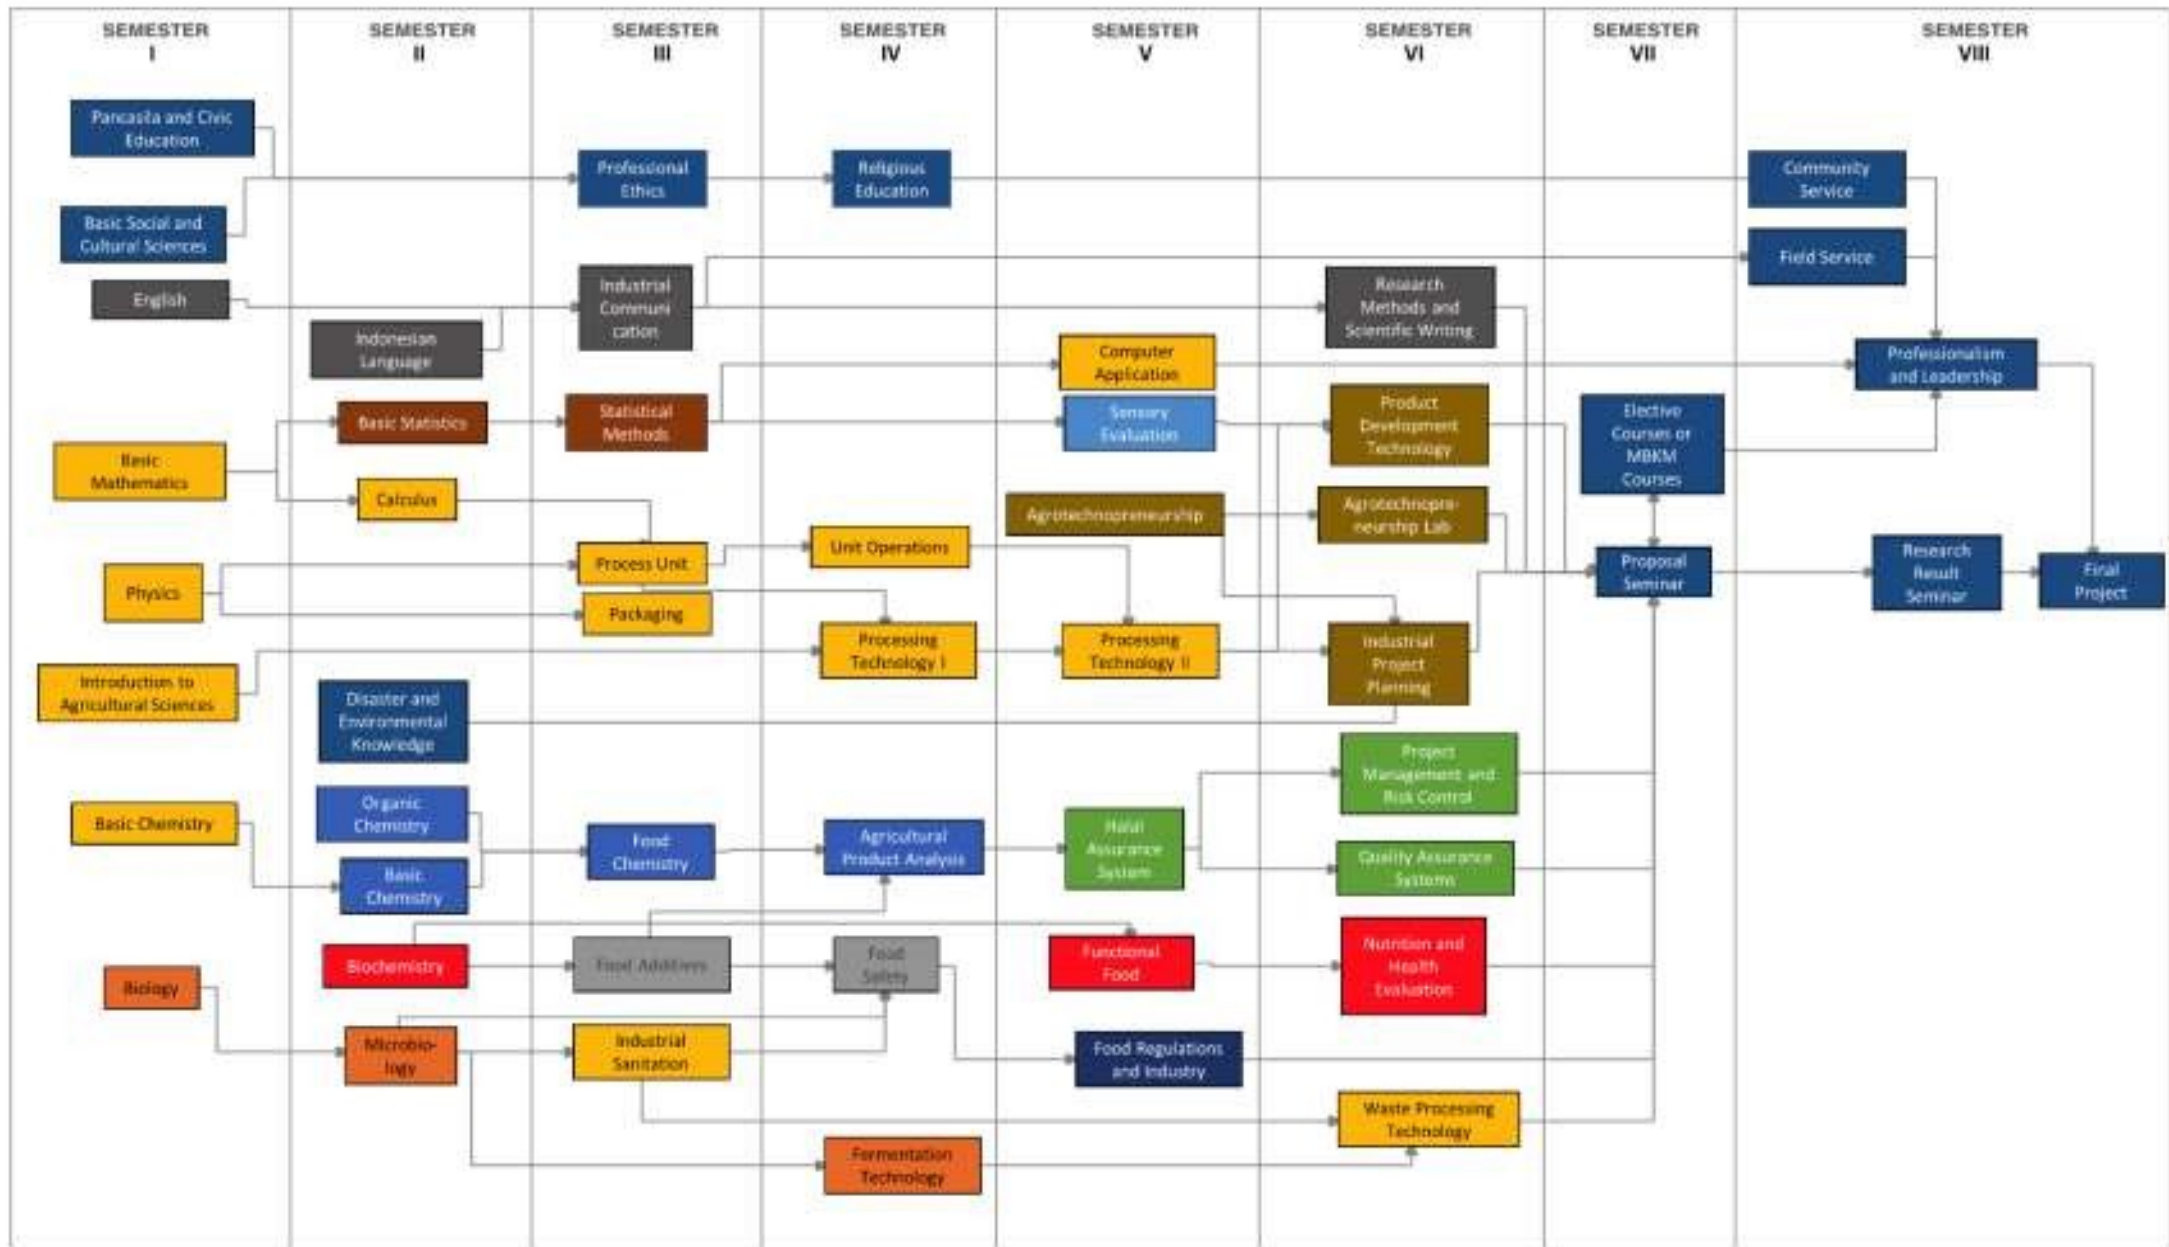 SEMESTER
I
SEMESTER
II
SEMESTER
III
SEMESTER
IV
SEMESTER
V
SEMESTER
VI
SEMESTER
VII
SEMESTER
VIII
Pancasila and Civic
Education
Basic Social and
Cultural Sciences
English
Basic
Mathematics
Physics
Introduction to
Agricultural Sciences
Basic Chemistry
Biology
Indonesian
Language
Basic Statistics
Calculus
Disaster and
Environmental
Knowledge
Organic
Chemistry
Basic
Chemistry
Biochemistry
Microbio-
logy
Professional
Ethics
Industrial
Communi
cation
Statistical
Methods
Process Unit
Packaging
Food
Chemistry
Food Additives
Industrial
Sanitation
Religious
Education
Unit Operations
Processing
Technology I
Agricultural
Product Analysis
Food
Safety
Fermentation
Technology
Computer
Application
Sensory
Evaluation
Agrotechnopreneurship
Processing
Technology II
Halal
Assurance
System
Functional
Food
Food Regulations
and Industry
Research
Methods and
Scientific Writing
Product
Development
Technology
Agrotechnopre-
neurship Lab
Industrial
Project
Planning
Project
Management and
Risk Control
Quality Assurance
Systems
Nutrition and
Health
Evaluation
Waste Processing
Technology
Elective
Courses or
MBKM
Courses
Proposal
Seminar
Community
Service
Field Service
Professionalism
and Leadership
Research
Result
Seminar
Final
Project